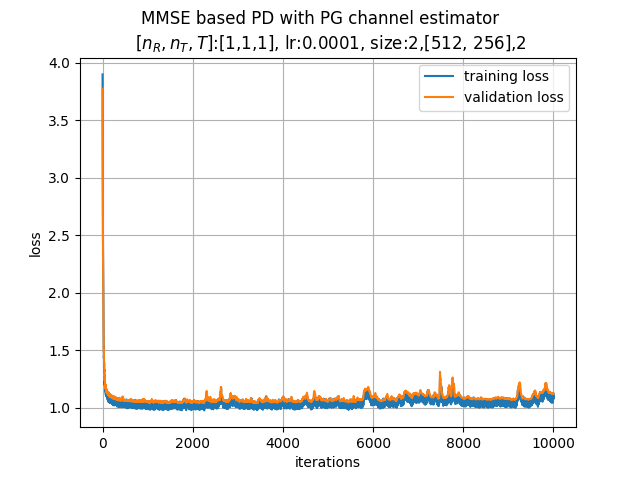 MMSE based PD with PG channel estimator
[n_R, n_T, T]:[1,1,1], lr:0.0001, size:2,[512, 256],2
training loss
validation loss
4.0
3.5
3.0
2.5
2.0
1.5
1.0
loss
0 2000 4000 6000 8000 10000
iterations